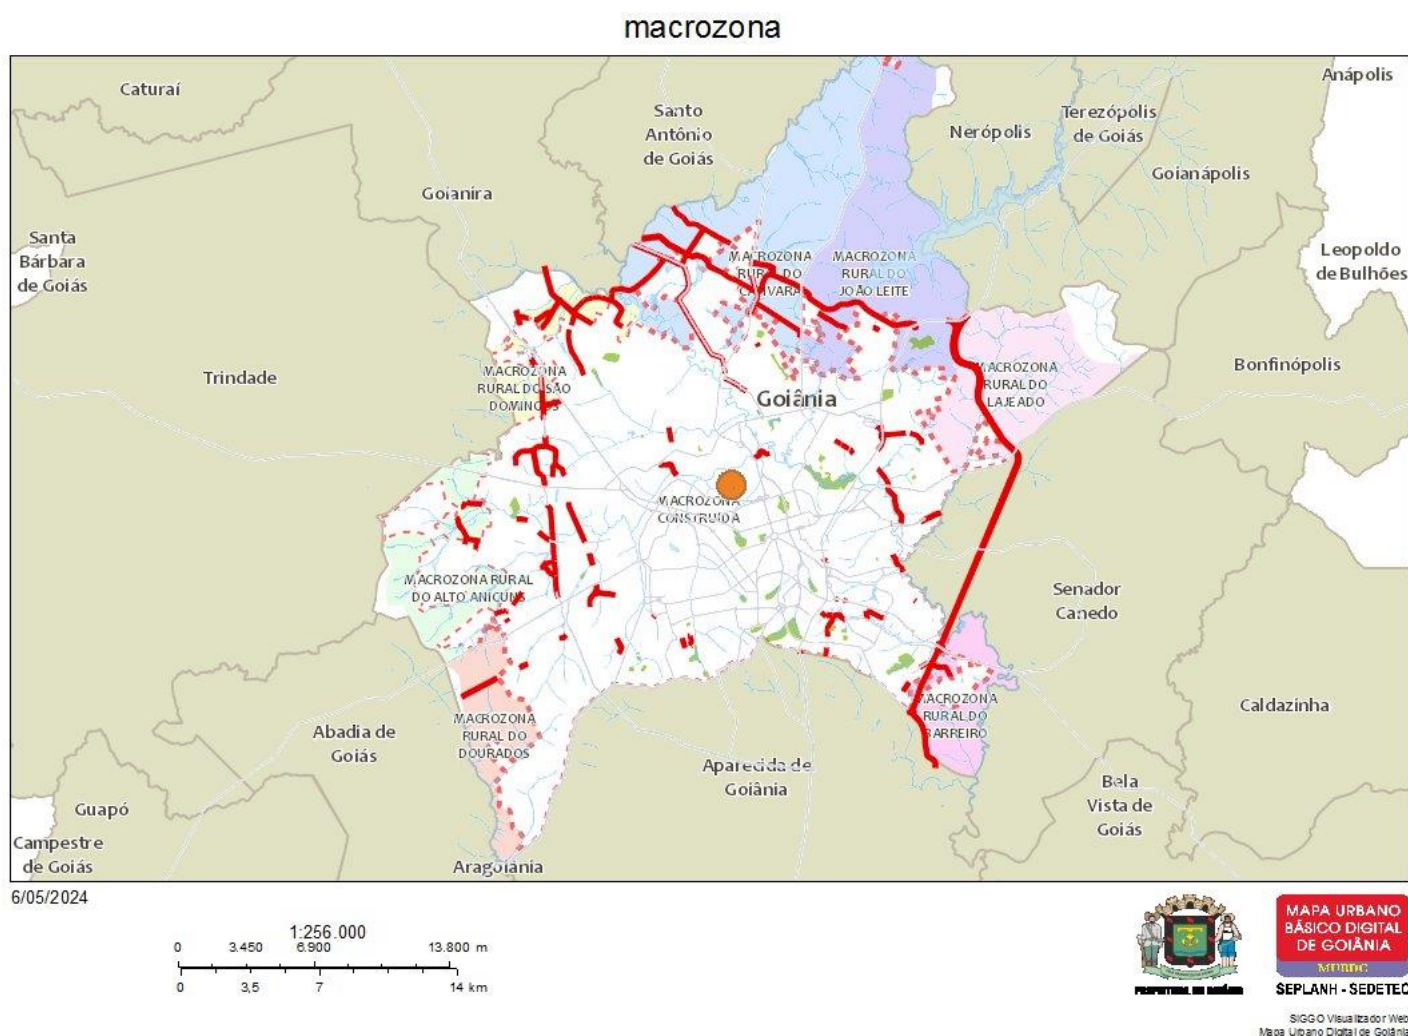 macrozona
Caturaí
Anápolis
Santo
Antônio
de Goiás
Terezópolis
de Goiás
Nerópolis
Goianápolis
Goianira
Santa
Bárbara
de Goiás
Leopoldo
de Bulhões
MACROZONA
RURAL DO
CAPIVARA
MACROZONA
RURAL DO
JOÃO LEITE
Trindade
MACROZONA
RURAL DO SÃO
DOMINGOS
MACROZONA
RURAL DO
LAJEADO
Bonfinópolis
Goiânia
MACROZONA
CONSTRUÍDA
MACROZONA RURAL
DO ALTO ANICUNS
Senador
Canedo
MACROZONA
RURAL DO
DOURADOS
MACROZONA
RURAL DO
BARREIRO
Caldazinha
Abadia de
Goiás
Aparecida de
Goiânia
Bela
Vista de
Goiás
Guapó
Campestre
de Goiás
Aragoiânia
6/05/2024
1:256.000
0 3.450 6.900 13.800 m
0 3,5 7 14 km
PREFEITURA DE GOIÂNIA
MAPA URBANO
BÁSICO DIGITAL
DE GOIÂNIA
MUBDG
SEPLANH - SEDETEC
SIGGO Visualizador Web
Mapa Urbano Digital de Goiânia